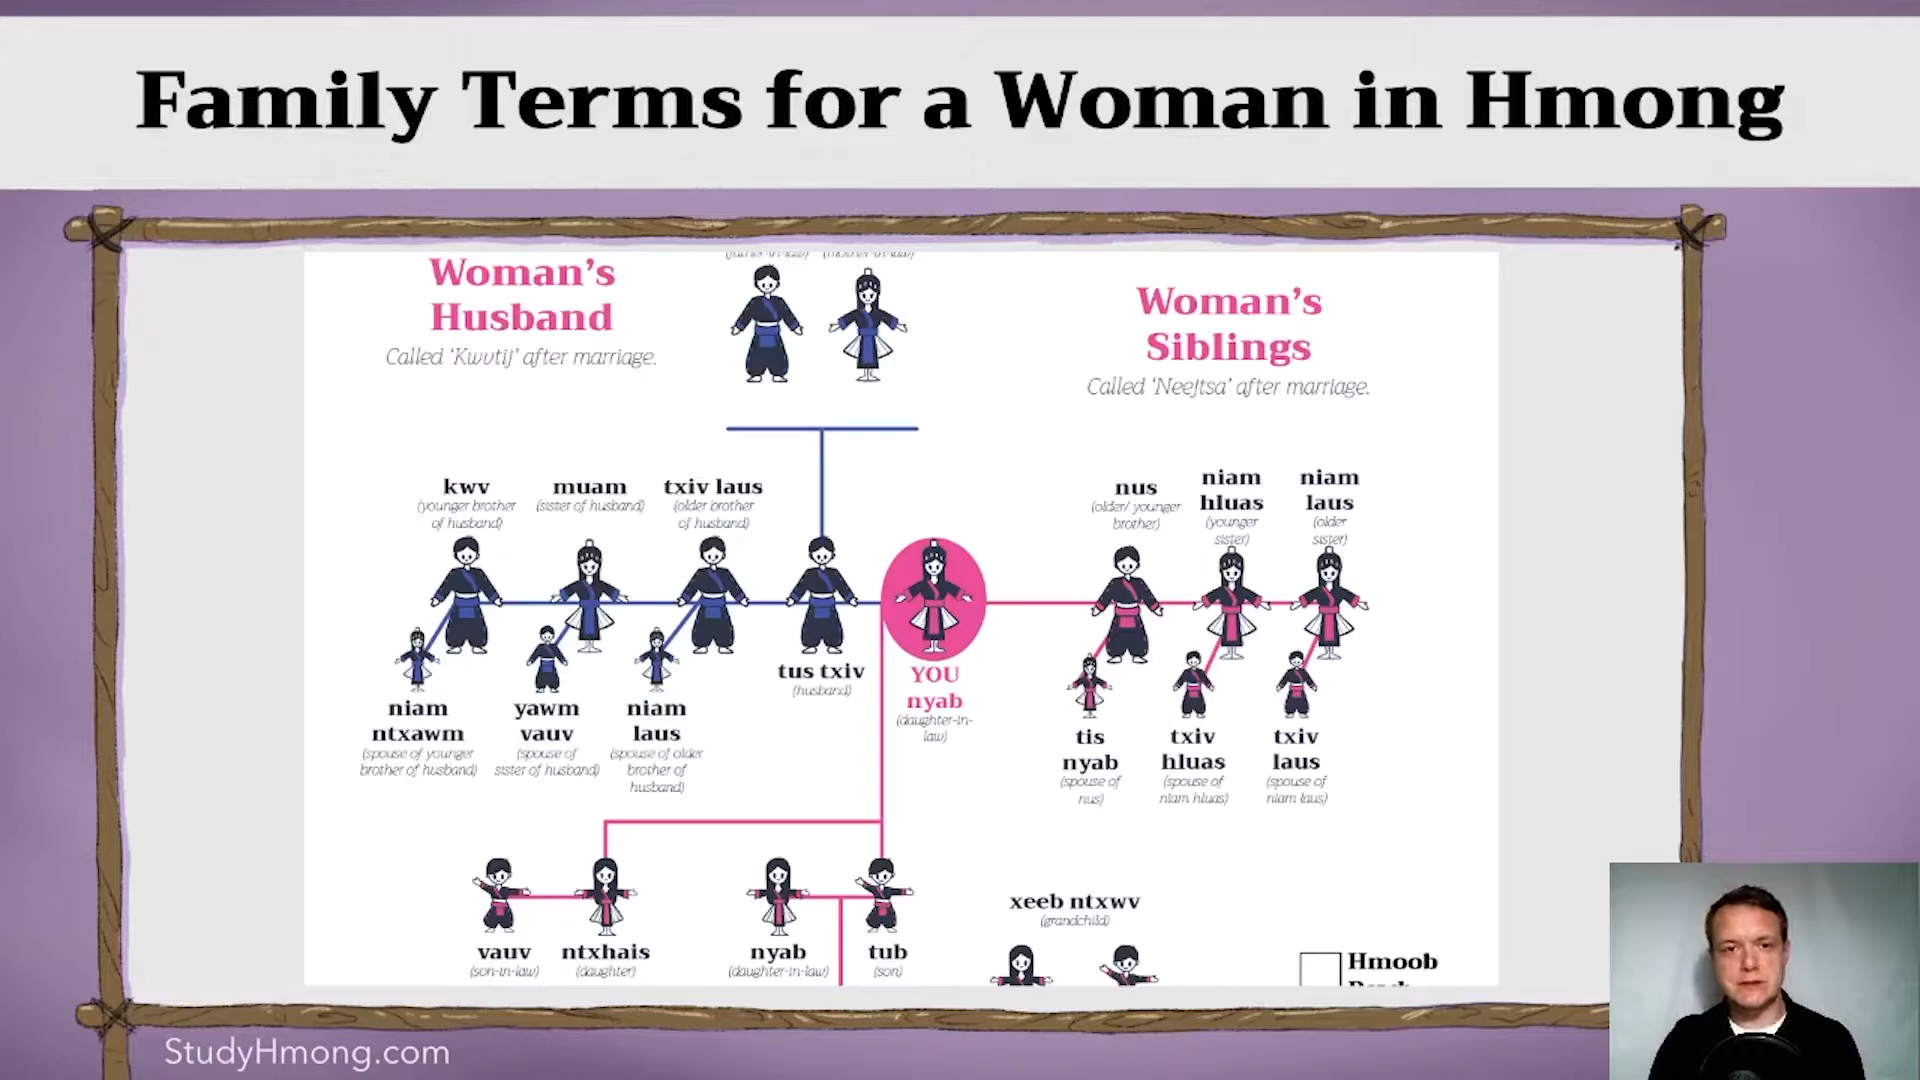 Family Terms for a Woman in Hmong
Woman's
Husband
Called 'Kwvtij' after marriage.
Woman's
Siblings
Called 'Neejtsa' after marriage.
kwv
(younger brother
of husband)
muam
(sister of husband)
txiv laus
(older brother
of husband)
nus
(older/ younger
brother)
niam
hluas
(younger
sister)
niam
laus
(older
sister)
tus txiv
(husband)
YOU
nyab
(daughter-in-
law)
niam
ntxawm
(spouse of younger
brother of husband)
yawm
vauv
(spouse of
sister of husband)
niam
laus
(spouse of older
brother of
husband)
tis
nyab
(spouse of
nus)
txiv
hluas
(spouse of
niam hluas)
txiv
laus
(spouse of
niam laus)
vauv
(son-in-law)
ntxhais
(daughter)
nyab
(daughter-in-law)
tub
(son)
xeeb ntxwv
(grandchild)
Hmoob
StudyHmong.com